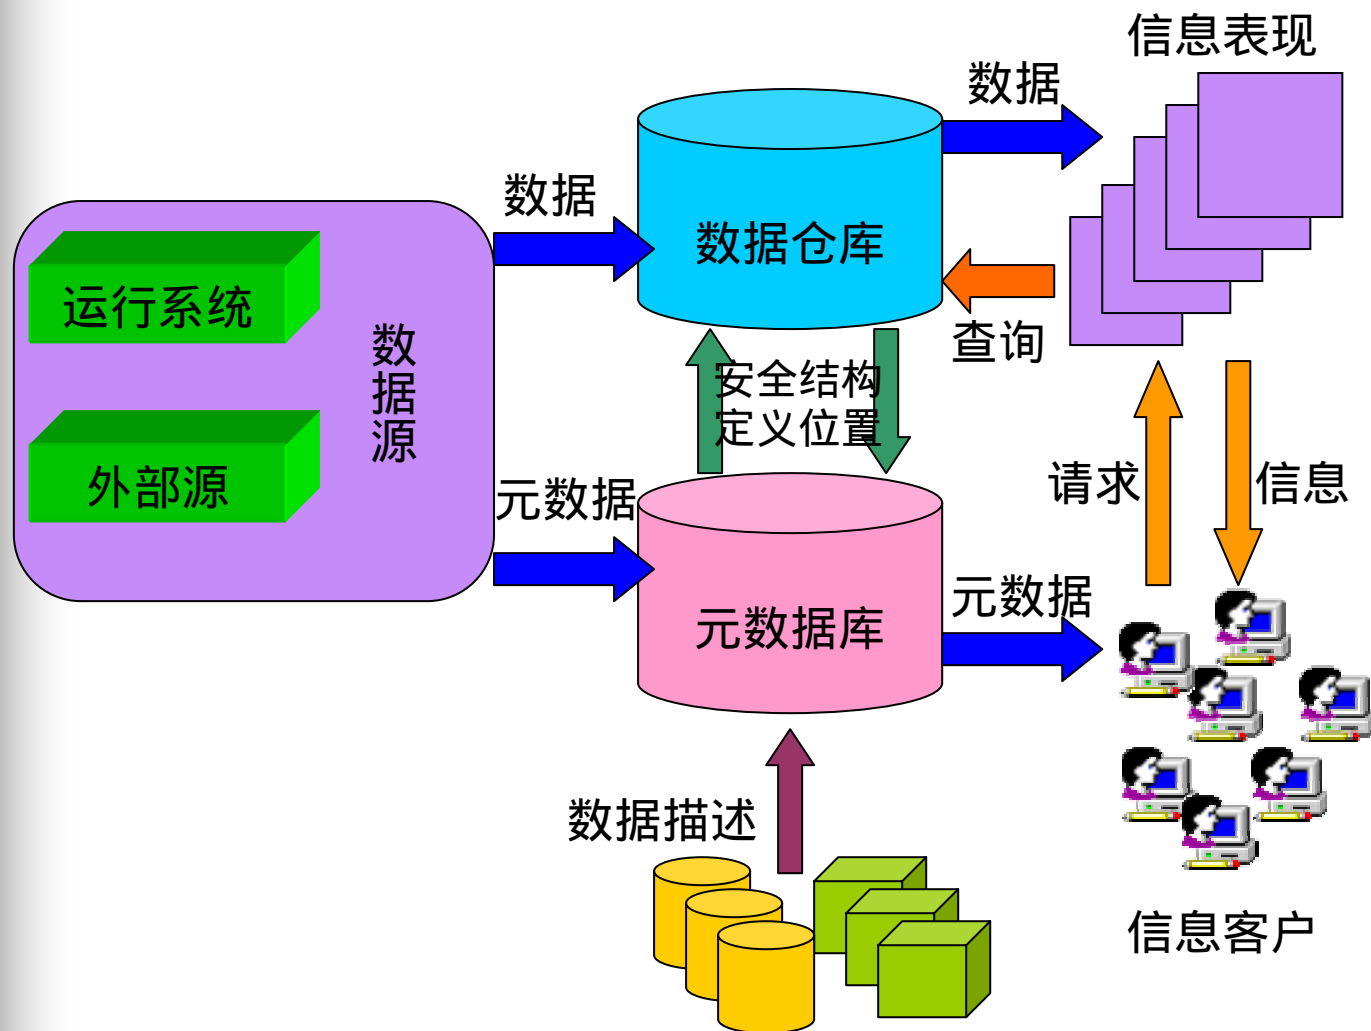 信息表现
数据
数据
数据仓库
运行系统
数据源
查询
安全结构
定义位置
外部源
元数据
请求
信息
元数据
元数据库
数据描述
信息客户